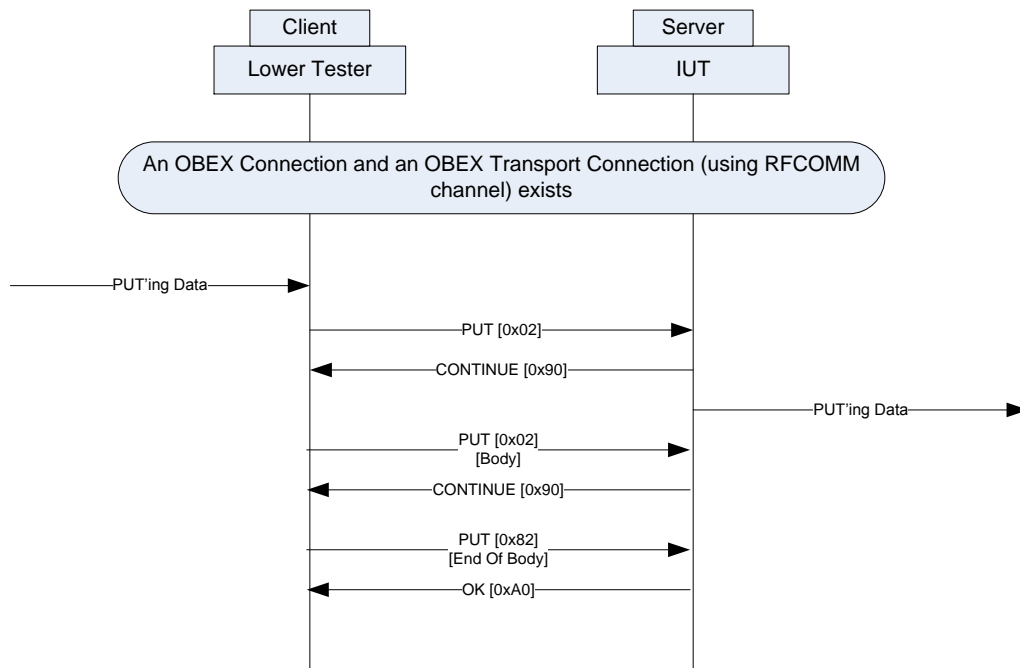 Client
Server
Lower Tester
IUT
An OBEX Connection and an OBEX Transport Connection (using RFCOMM
channel) exists
PUT'ing Data
PUT [0x02]
CONTINUE [0x90]
PUT'ing Data
PUT [0x02]
[Body]
CONTINUE [0x90]
PUT [0x82]
[End Of Body]
OK [0xA0]